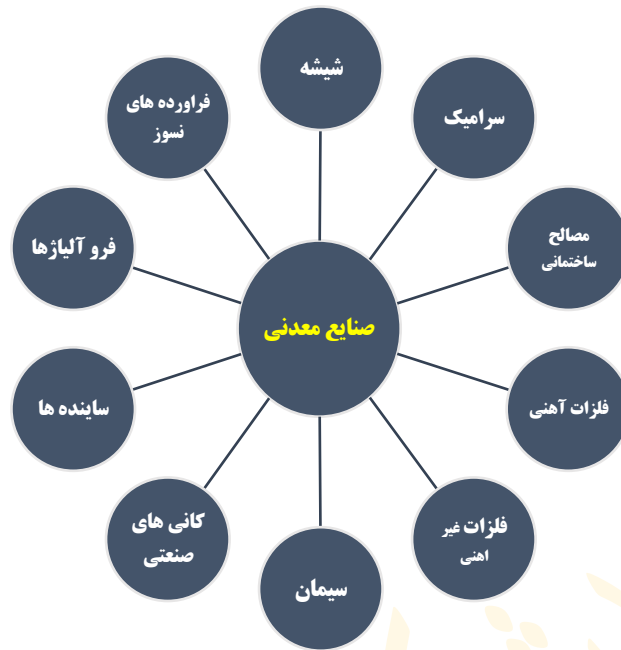 شیشه
سرامیک
مصالح
ساختمانی
فلزات آهنی
فلزات غیر
اهنی
سیمان
کانی های
صنعتی
ساینده ها
فرو آلیاژها
فراورده های
نسوز
صنایع معدنی